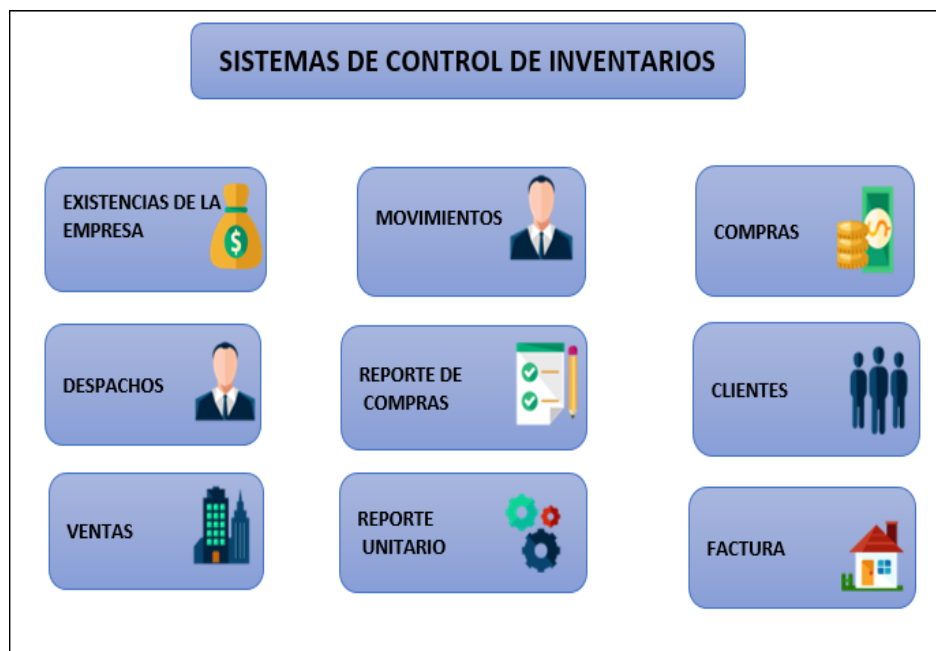 SISTEMAS DE CONTROL DE INVENTARIOS
EXISTENCIAS DE LA
EMPRESA
MOVIMIENTOS
COMPRAS
DESPACHOS
REPORTE DE
COMPRAS
CLIENTES
VENTAS
REPORTE
UNITARIO
FACTURA